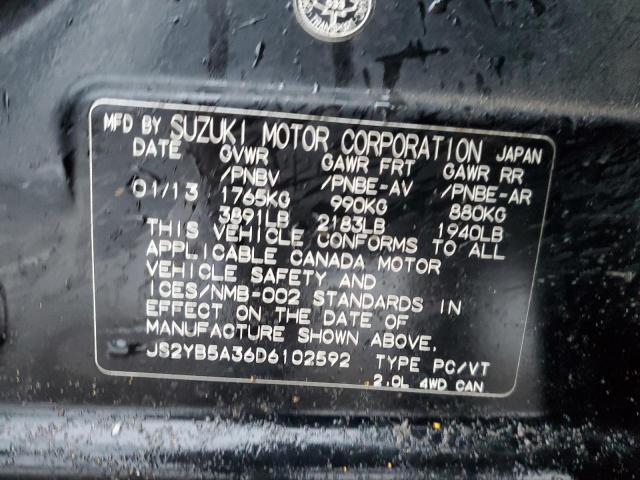 TRANSPORT
MFD BY SUZUKI MOTOR CORPORATION JAPAN
DATE GVWR GAWR FRT GAWR RR
/PNBV /PNBE-AV /PNBE-AR
01/13 1765KG 990KG 880KG
3891LB 2183LB 1940LB
THIS VEHICLE CONFORMS TO ALL
APPLICABLE CANADA MOTOR
VEHICLE SAFETY AND
ICES/NMB-002 STANDARDS IN
EFFECT ON THE DATE OF
MANUFACTURE SHOWN ABOVE.
JS2YB5A36D6102592 TYPE PC/VT
2.0L 4WD CAN